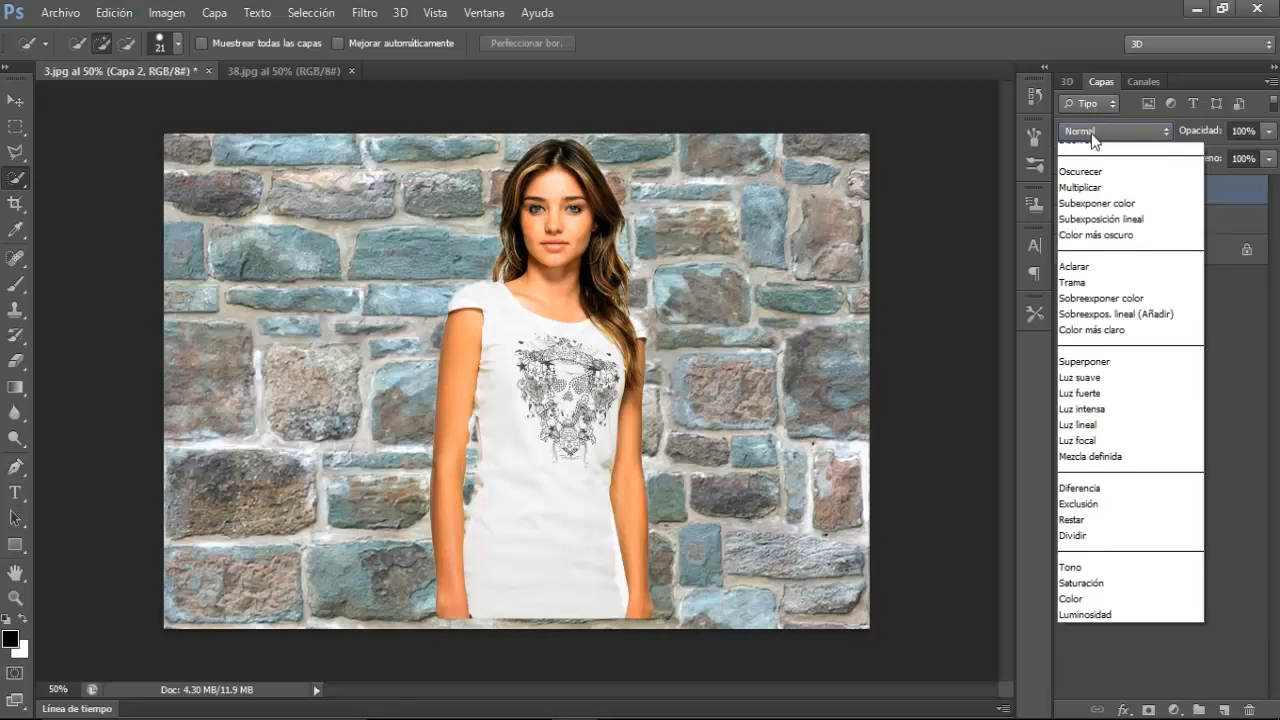 Ps Archivo Edición Imagen Capa Texto Selección Filtro 3D Vista Ventana Ayuda
21 Muestrear todas las capas Mejorar automáticamente Perfeccionar bor. 3D
3.jpg al 50% (Capa 2, RGB/8#) * × 38.jpg al 50% (RGB/8#) ×
3D Capas Canales
Tipo
Normal Opacidad: 100%
eno: 100%
Oscurecer
Multiplicar
Subexponer color
Subexposición lineal
Color más oscuro
Aclarar
Trama
Sobreexponer color
Sobreexpos. lineal (Añadir)
Color más claro
Superponer
Luz suave
Luz fuerte
Luz intensa
Luz lineal
Luz focal
Mezcla definida
Diferencia
Exclusión
Restar
Dividir
Tono
Saturación
Color
Luminosidad
50% Doc: 4.30 MB/11.9 MB
Línea de tiempo